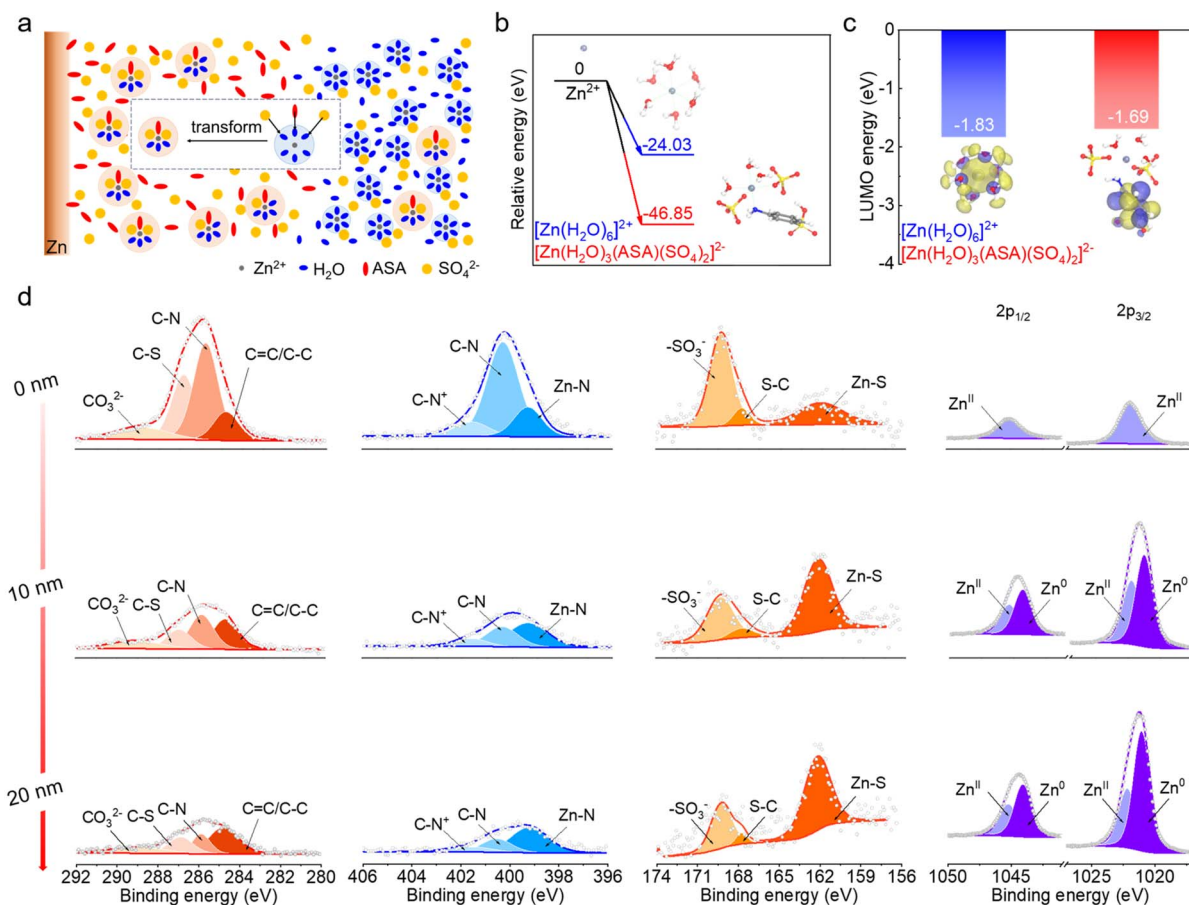 a
transform
Zn
Zn2+ H2O ASA SO42-
b
Relative energy (eV)
0
Zn2+
-24.03
-46.85
[Zn(H2O)6]2+
[Zn(H2O)3(ASA)(SO4)2]2-
c
LUMO energy (eV)
0
-1
-2
-3
-4
-1.83
-1.69
[Zn(H2O)6]2+
[Zn(H2O)3(ASA)(SO4)2]2-
d
0 nm
10 nm
20 nm
C-N
C-S
C=C/C-C
CO32-
C-N
C-N+
Zn-N
-SO3-
S-C
Zn-S
2p1/2
2p3/2
ZnII
ZnII
C-N
CO32- C-S
C=C/C-C
C-N
C-N+
Zn-N
-SO3-
S-C
Zn-S
ZnII
Zn0
ZnII
Zn0
CO32- C-S C-N
C=C/C-C
C-N+
C-N
Zn-N
-SO3-
S-C
Zn-S
ZnII
Zn0
ZnII
Zn0
292 290 288 286 284 282 280
Binding energy (eV)
406 404 402 400 398 396
Binding energy (eV)
174 171 168 165 162 159 156
Binding energy (eV)
1050 1045 1025 1020
Binding energy (eV)